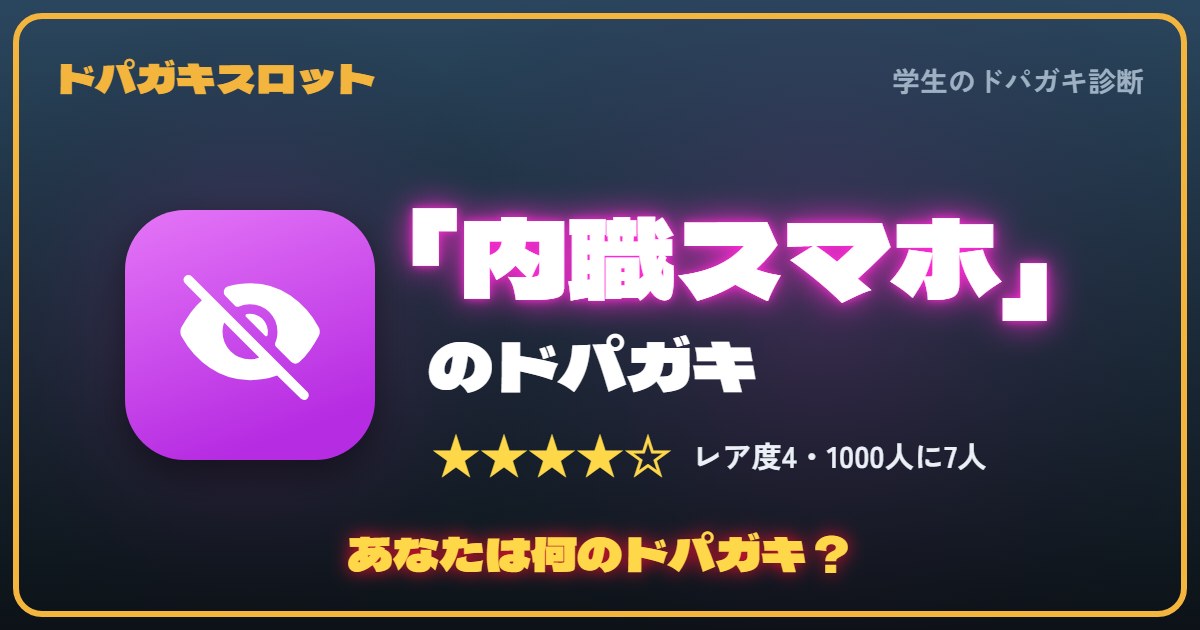 ドパガキスロット
学生のドパガキ診断
「内職スマホ」
のドパガキ
★★★★☆ レア度4・1000人に7人
あなたは何のドパガキ？